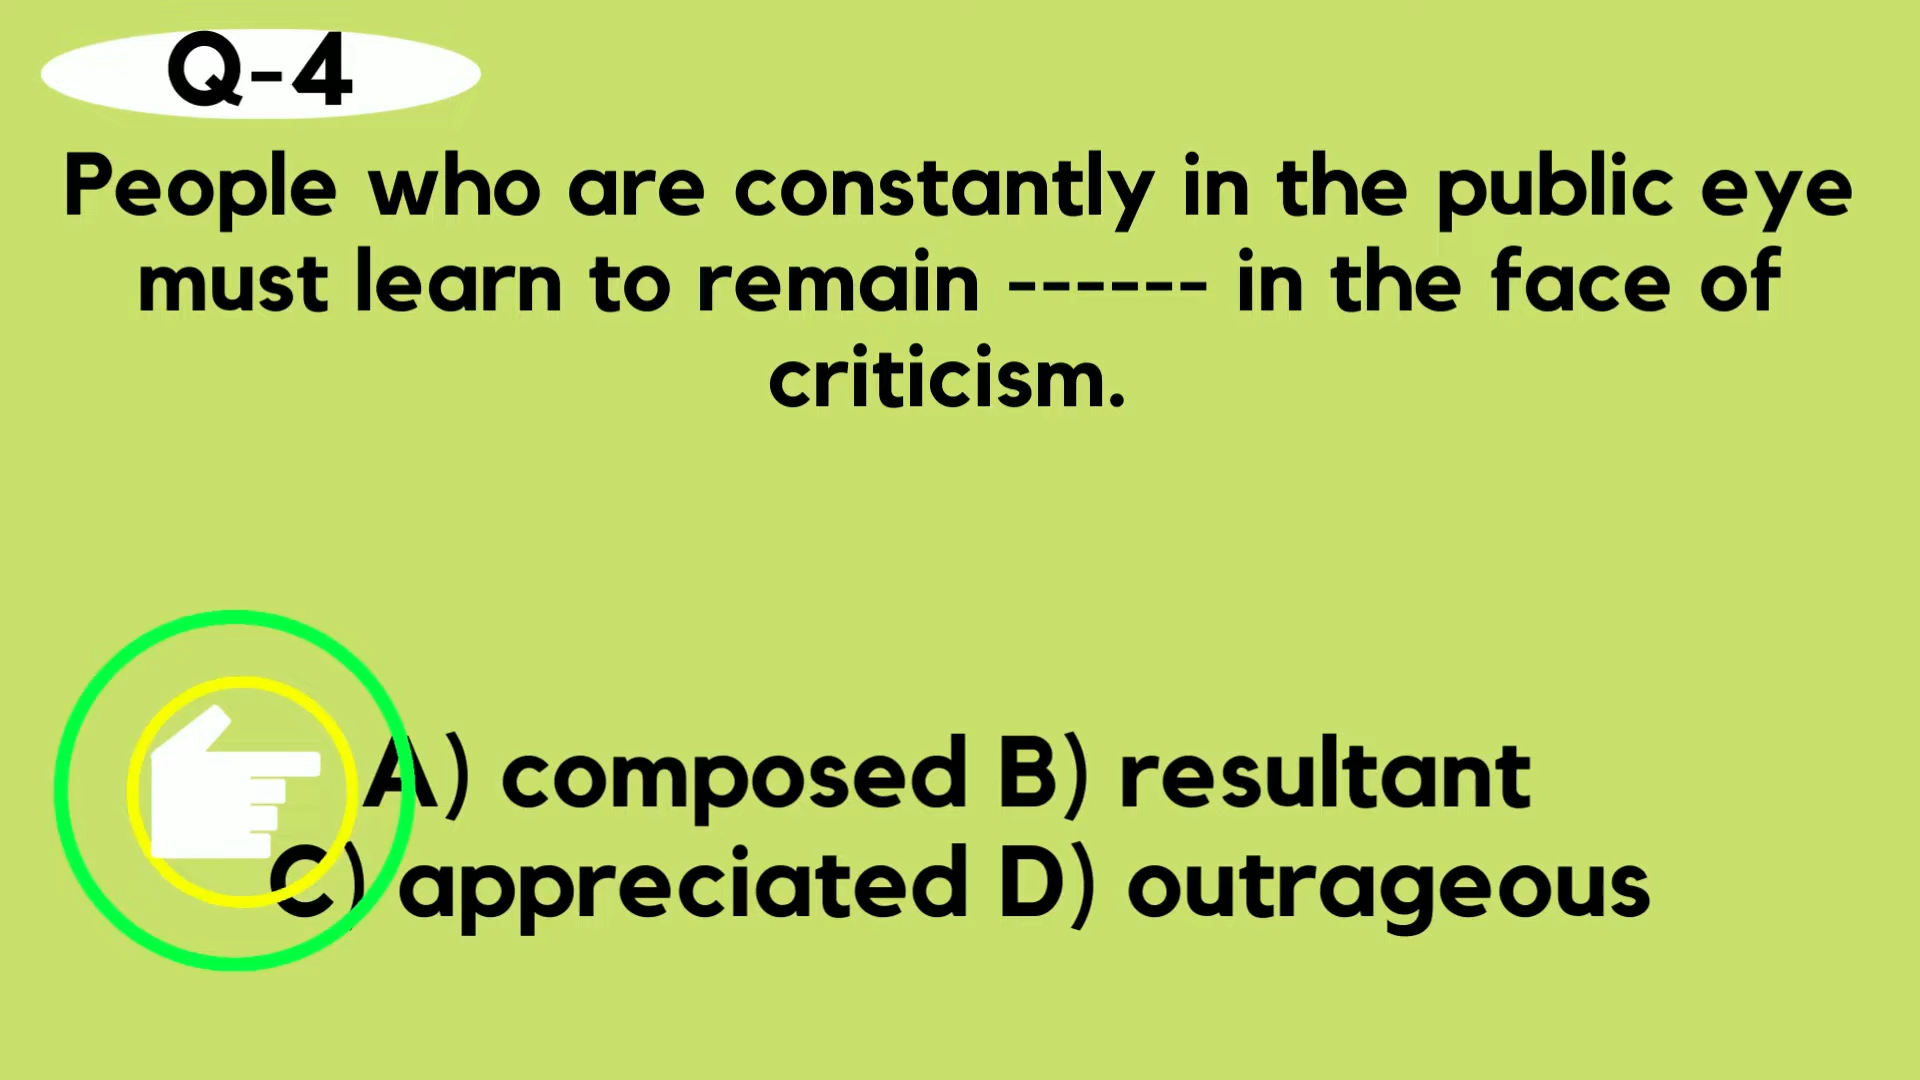 Q-4
People who are constantly in the public eye
must learn to remain ------ in the face of
criticism.
A) composed B) resultant
C) appreciated D) outrageous